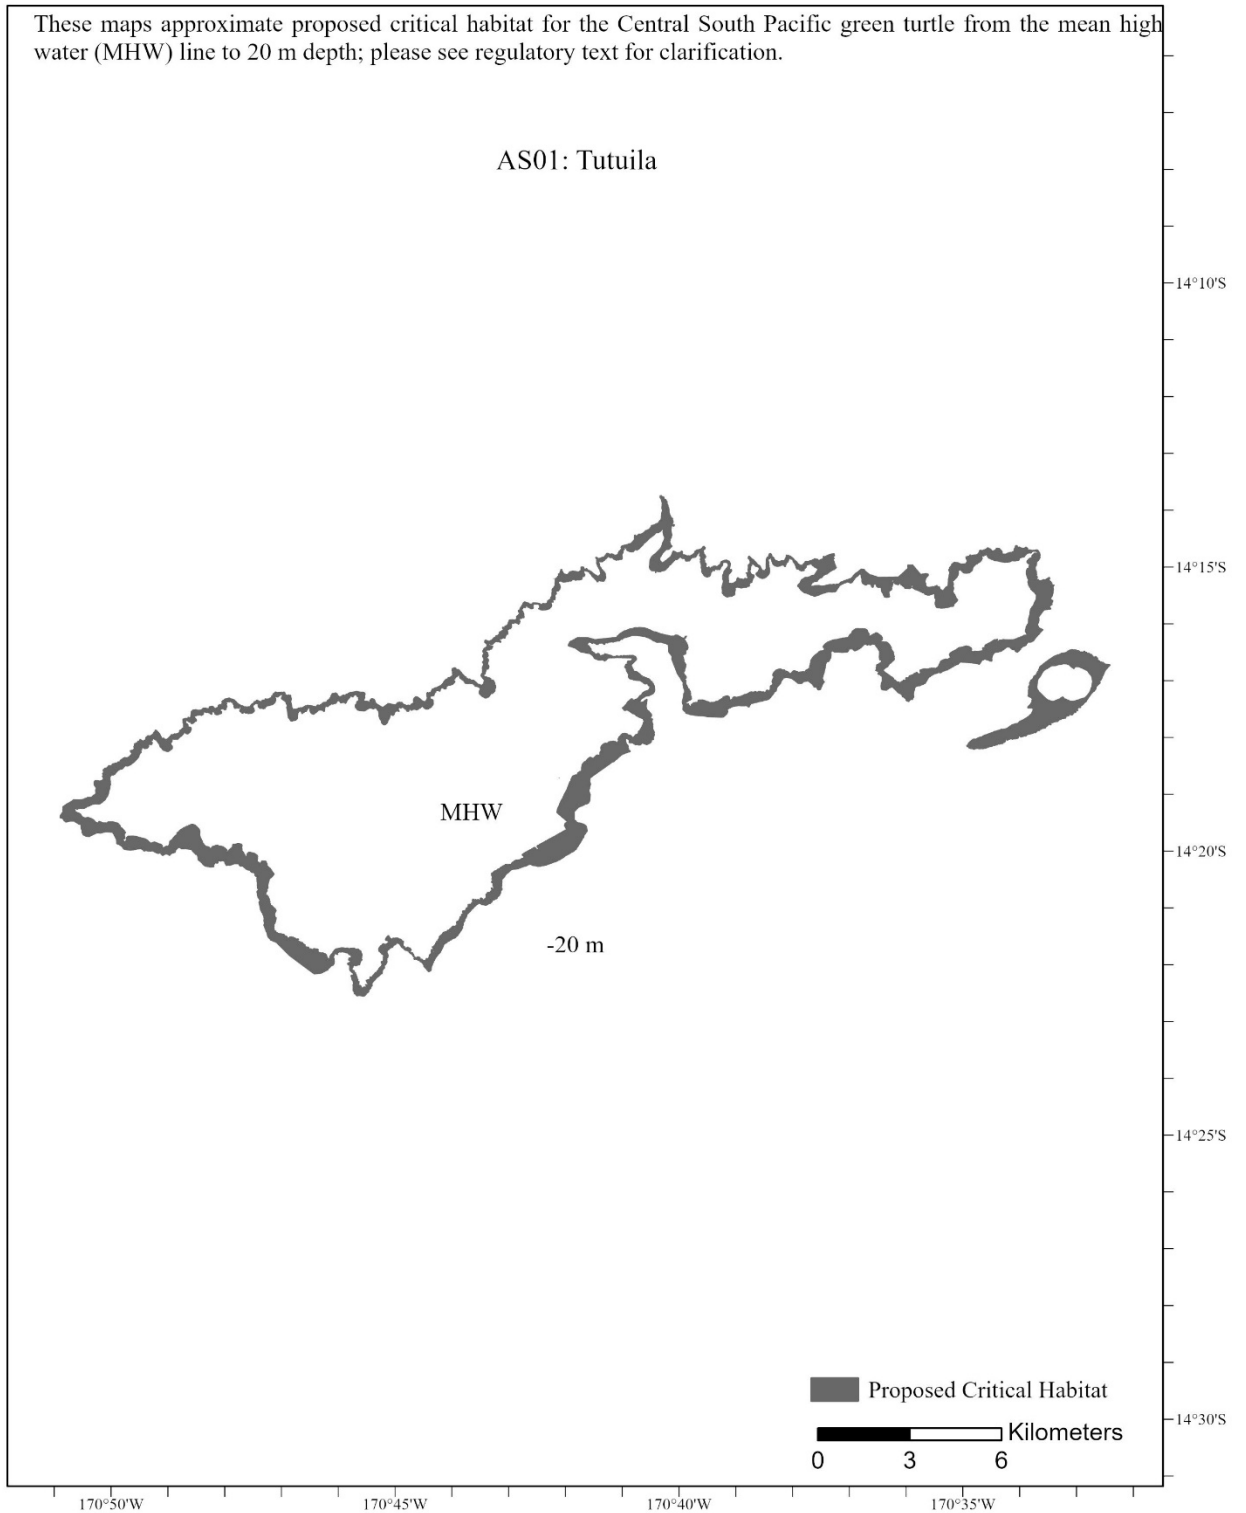 These maps approximate proposed critical habitat for the Central South Pacific green turtle from the mean high
water (MHW) line to 20 m depth; please see regulatory text for clarification.
AS01: Tutuila
14°10'S
14°15'S
MHW
14°20'S
-20 m
14°25'S
Proposed Critical Habitat
14°30'S
Kilometers
0 3 6
170°50'W 170°45'W 170°40'W 170°35'W